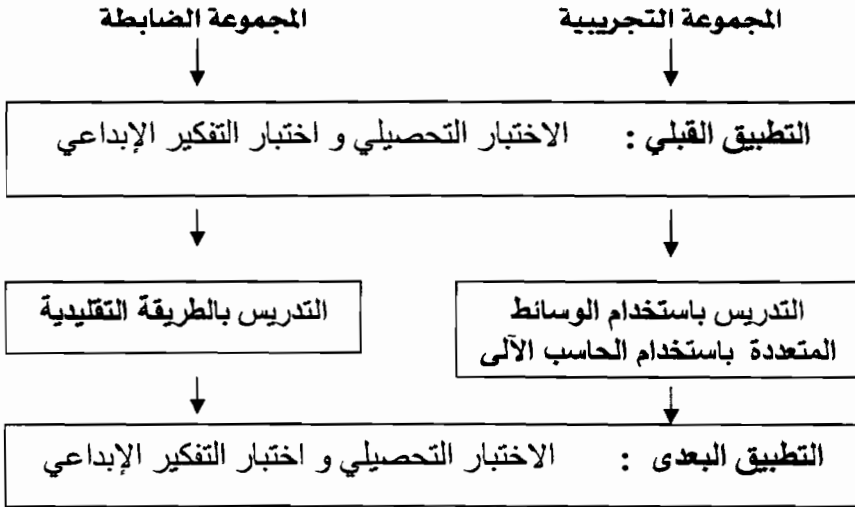 المجموعة التجريبية المجموعة الضابطة
التطبيق القبلي : الاختبار التحصيلي و اختبار التفكير الإبداعي
التدريس باستخدام الوسائط
المتعددة باستخدام الحاسب الآلى
التدريس بالطريقة التقليدية
التطبيق البعدى : الاختبار التحصيلي و اختبار التفكير الإبداعي